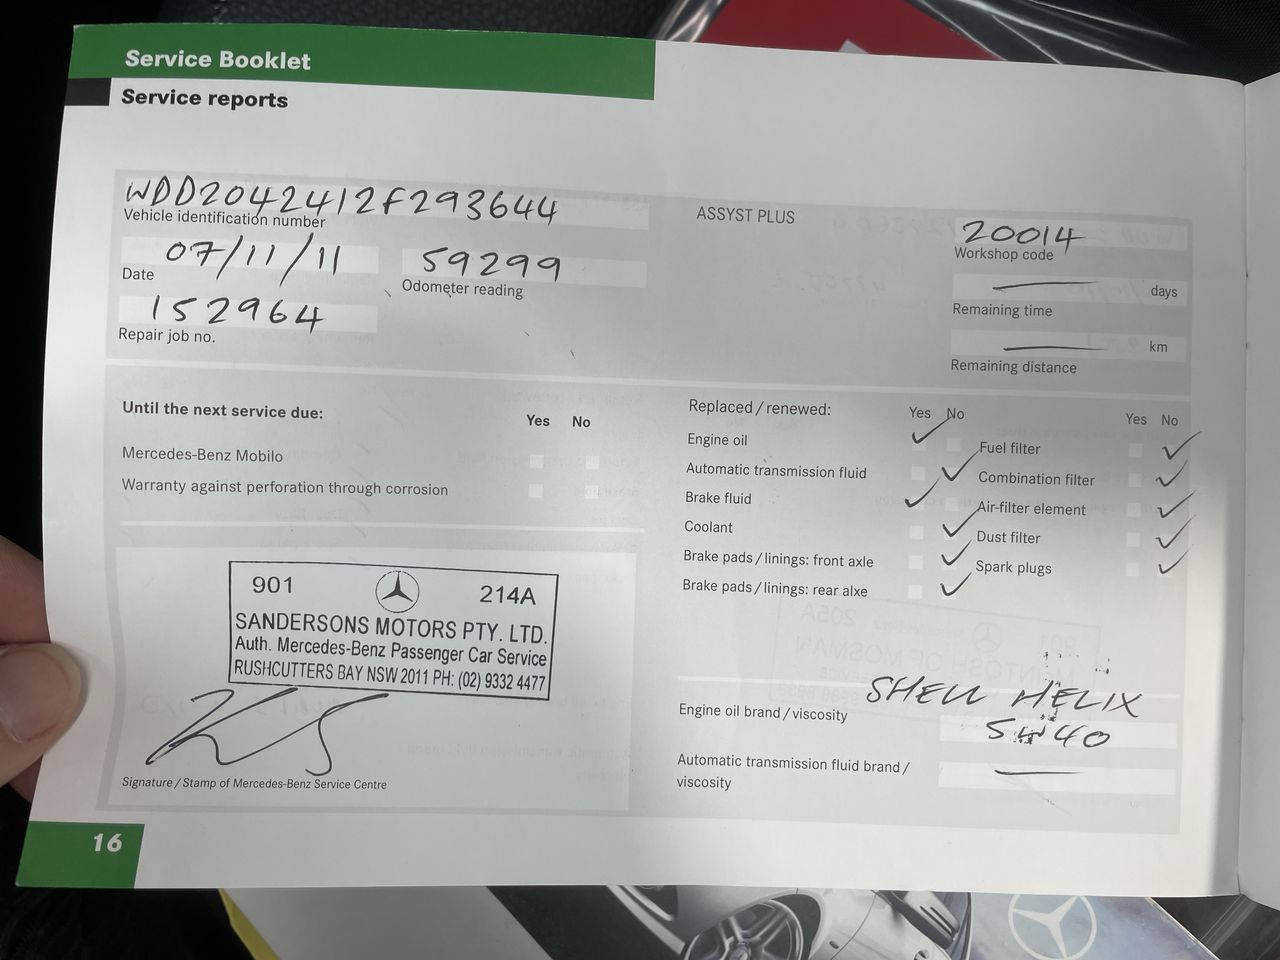 Service Booklet
Service reports
WDD2042412F293644
Vehicle identification number
07/11/11
Date
59299
Odometer reading
152964
Repair job no.
ASSYST PLUS
20014
Workshop code
days
Remaining time
km
Remaining distance
Until the next service due:
Yes No
Mercedes-Benz Mobilo
Warranty against perforation through corrosion
Replaced / renewed:
Yes No
Engine oil
Automatic transmission fluid
Brake fluid
Coolant
Brake pads / linings: front axle
Brake pads / linings: rear alxe
Yes No
Fuel filter
Combination filter
Air-filter element
Dust filter
Spark plugs
901 214A
SANDERSONS MOTORS PTY. LTD.
Auth. Mercedes-Benz Passenger Car Service
RUSHCUTTERS BAY NSW 2011 PH: (02) 9332 4477
Signature / Stamp of Mercedes-Benz Service Centre
SHELL HELIX
Engine oil brand / viscosity
5W40
Automatic transmission fluid brand /
viscosity
16